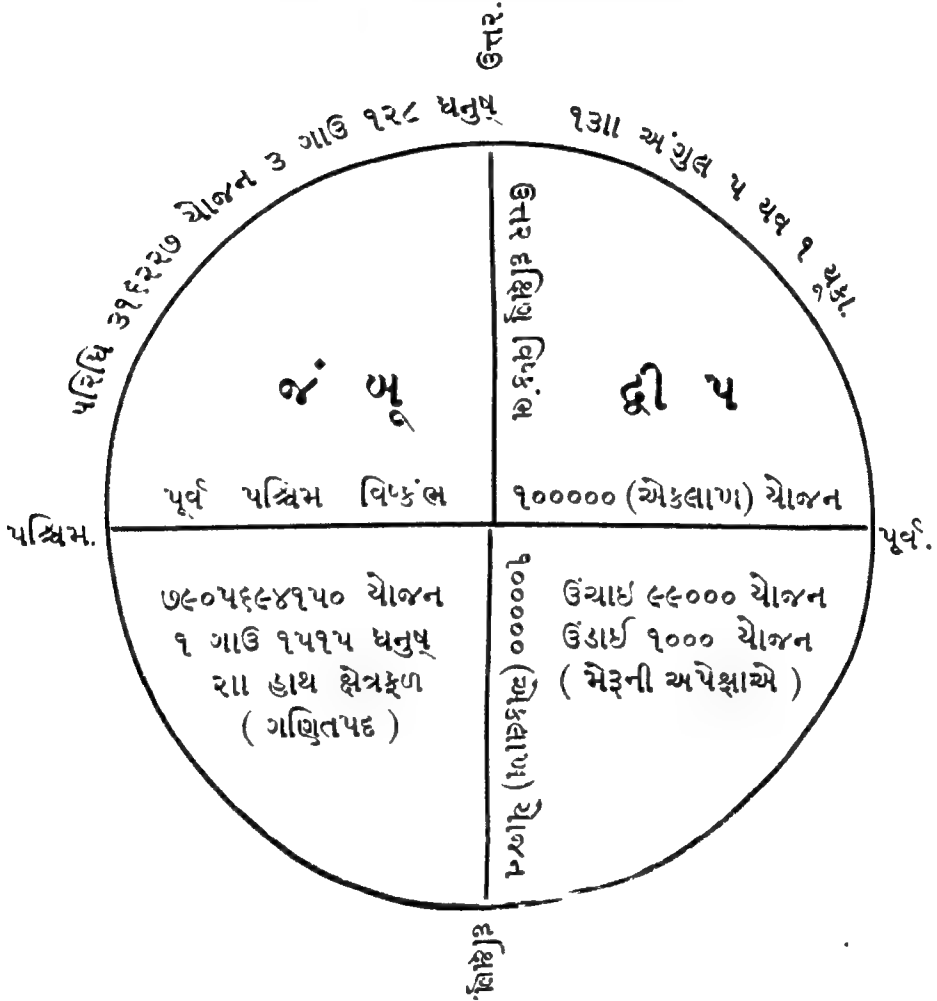 ઉત્તર.
પરિધિ ૩૧૬૨૨૭ યોજન ૩ ગાઉ ૧૨૮ ધનુષ્ ૧૩ાા અંગુલ ૫ યવ ૧ યૂકા.
ઉત્તર દક્ષિણ વિષ્કંભ ૧૦૦૦૦૦ (એકલાખ) યોજન
જંબૂ દ્વીપ
પૂર્વ પશ્ચિમ વિષ્કંભ ૧૦૦૦૦૦ (એકલાખ) યોજન
પશ્ચિમ.
પૂર્વ.
૭૯૦૫૬૯૪૧૫૦ યોજન
૧ ગાઉ ૧૫૧૫ ધનુષ્
૨ાા હાથ ક્ષેત્રફળ
( ગણિતપદ )
ઉંચાઇ ૯૯૦૦૦ યોજન
ઉંડાઈ ૧૦૦૦ યોજન
( મેરૂની અપેક્ષાએ )
દક્ષિણ.